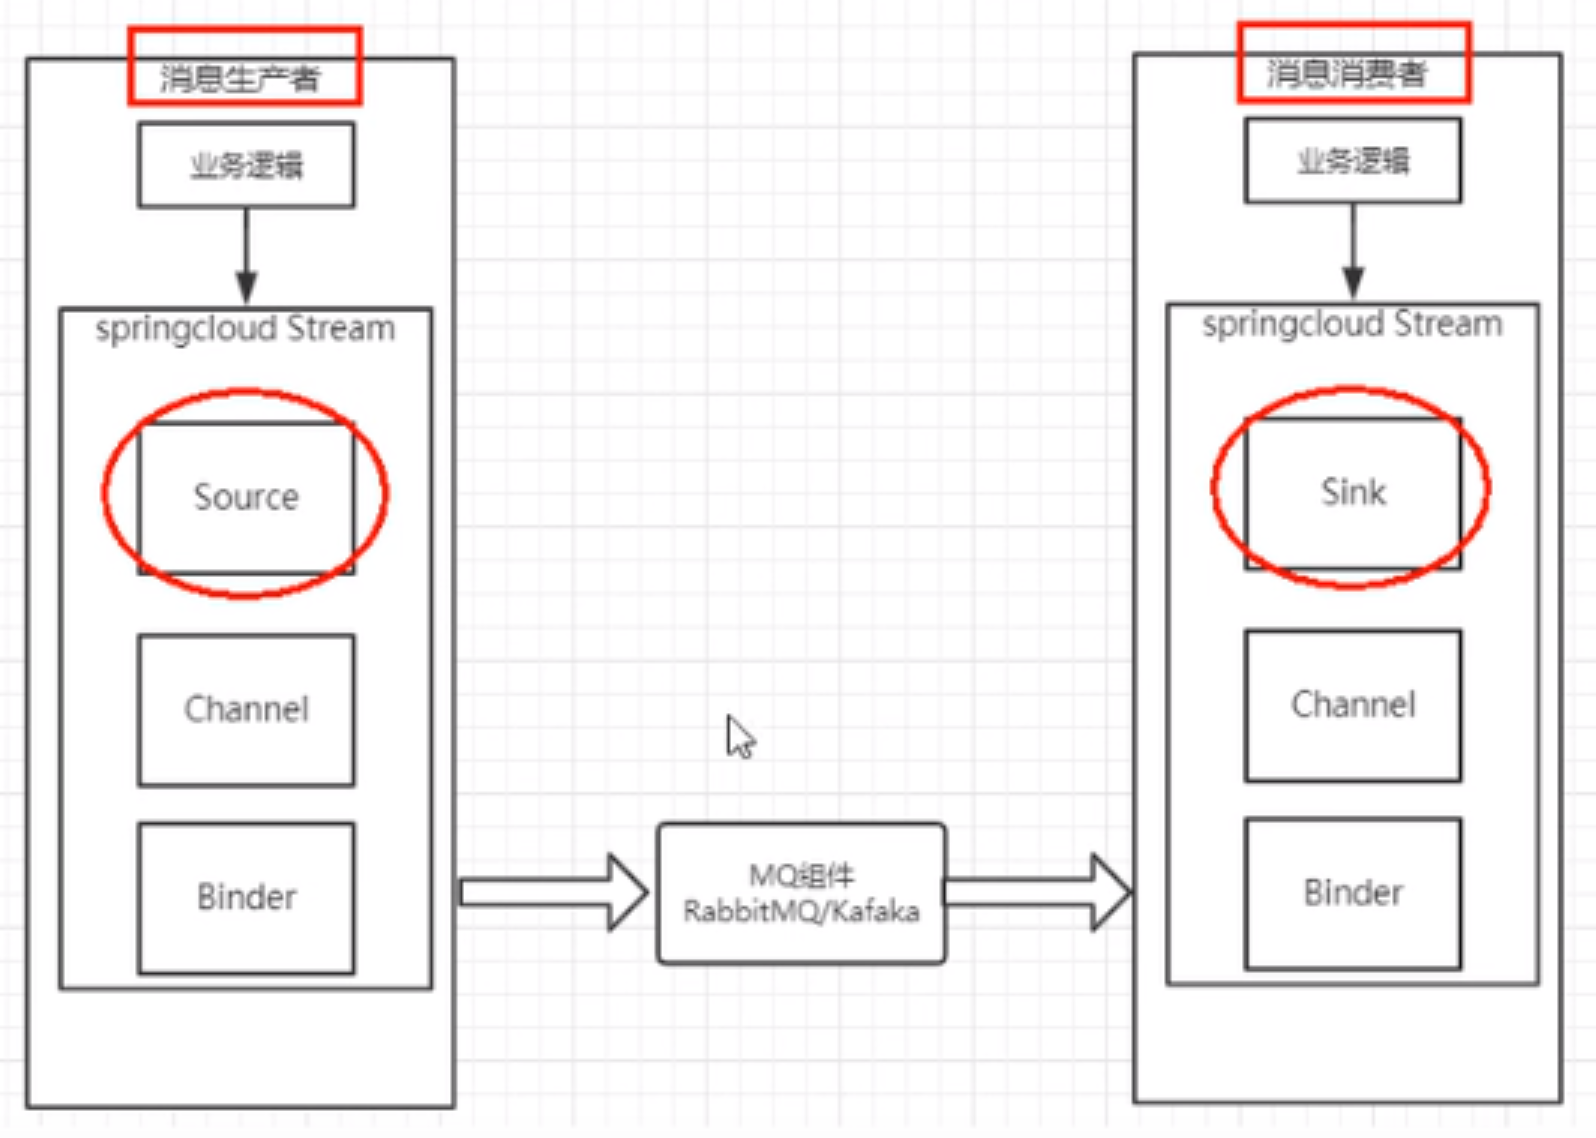 消息生产者
业务逻辑
springcloud Stream
Source
Channel
Binder
MQ组件
RabbitMQ/Kafaka
消息消费者
业务逻辑
springcloud Stream
Sink
Channel
Binder